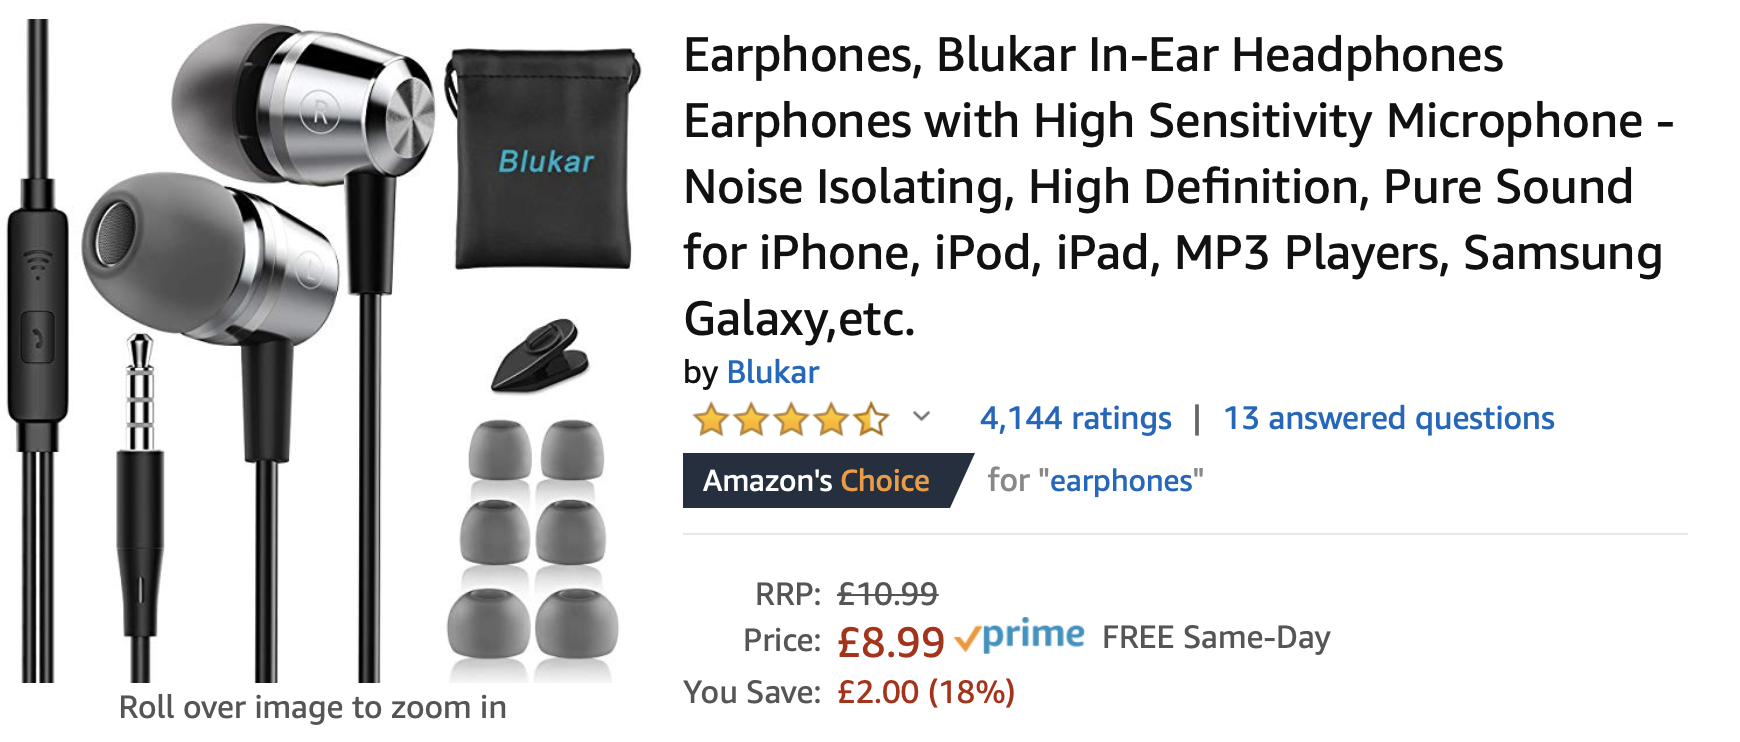 R
L
Blukar
Roll over image to zoom in
Earphones, Blukar In-Ear Headphones
Earphones with High Sensitivity Microphone -
Noise Isolating, High Definition, Pure Sound
for iPhone, iPod, iPad, MP3 Players, Samsung
Galaxy,etc.
by Blukar
4,144 ratings | 13 answered questions
Amazon's Choice for "earphones"
RRP: £10.99
Price: £8.99 prime FREE Same-Day
You Save: £2.00 (18%)